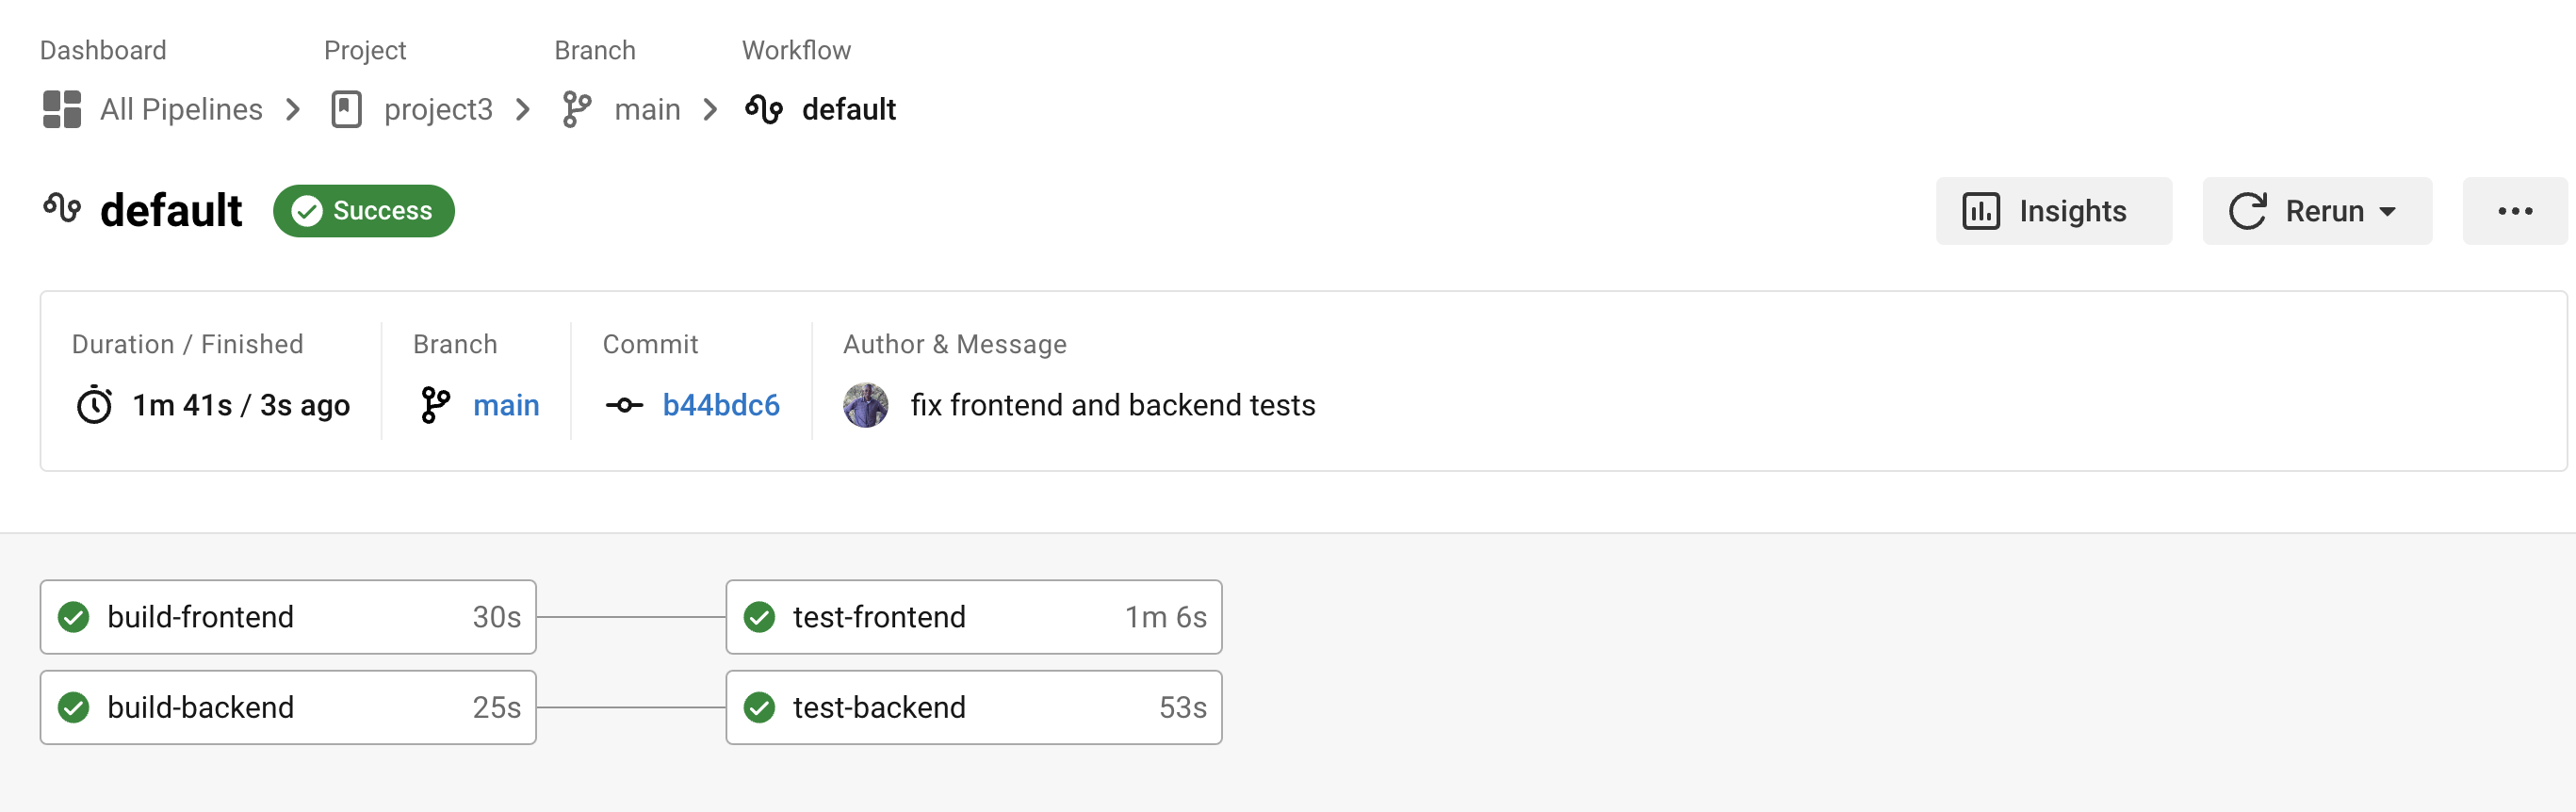 Dashboard Project Branch Workflow
All Pipelines project3 main default
default Success Insights Rerun
Duration / Finished Branch Commit Author & Message
1m 41s / 3s ago main b44bdc6 fix frontend and backend tests
build-frontend 30s test-frontend 1m 6s
build-backend 25s test-backend 53s